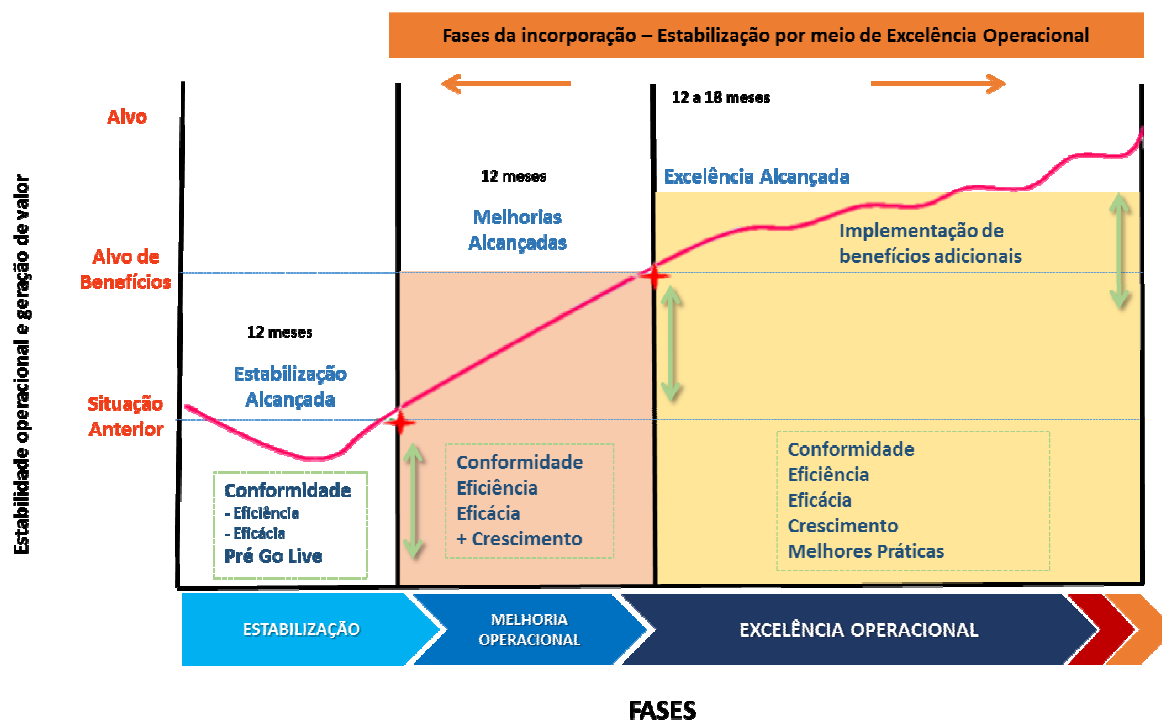 Fases da incorporação – Estabilização por meio de Excelência Operacional
12 a 18 meses
Alvo
12 meses
Excelência Alcançada
Melhorias
Alcançadas
Implementação de
benefícios adicionais
Alvo de
Benefícios
12 meses
Estabilização
Alcançada
Situação
Anterior
Estabilidade operacional e geração de valor
Conformidade
- Eficiência
- Eficácia
Pré Go Live
Conformidade
Eficiência
Eficácia
+ Crescimento
Conformidade
Eficiência
Eficácia
Crescimento
Melhores Práticas
ESTABILIZAÇÃO
MELHORIA
OPERACIONAL
EXCELÊNCIA OPERACIONAL
FASES